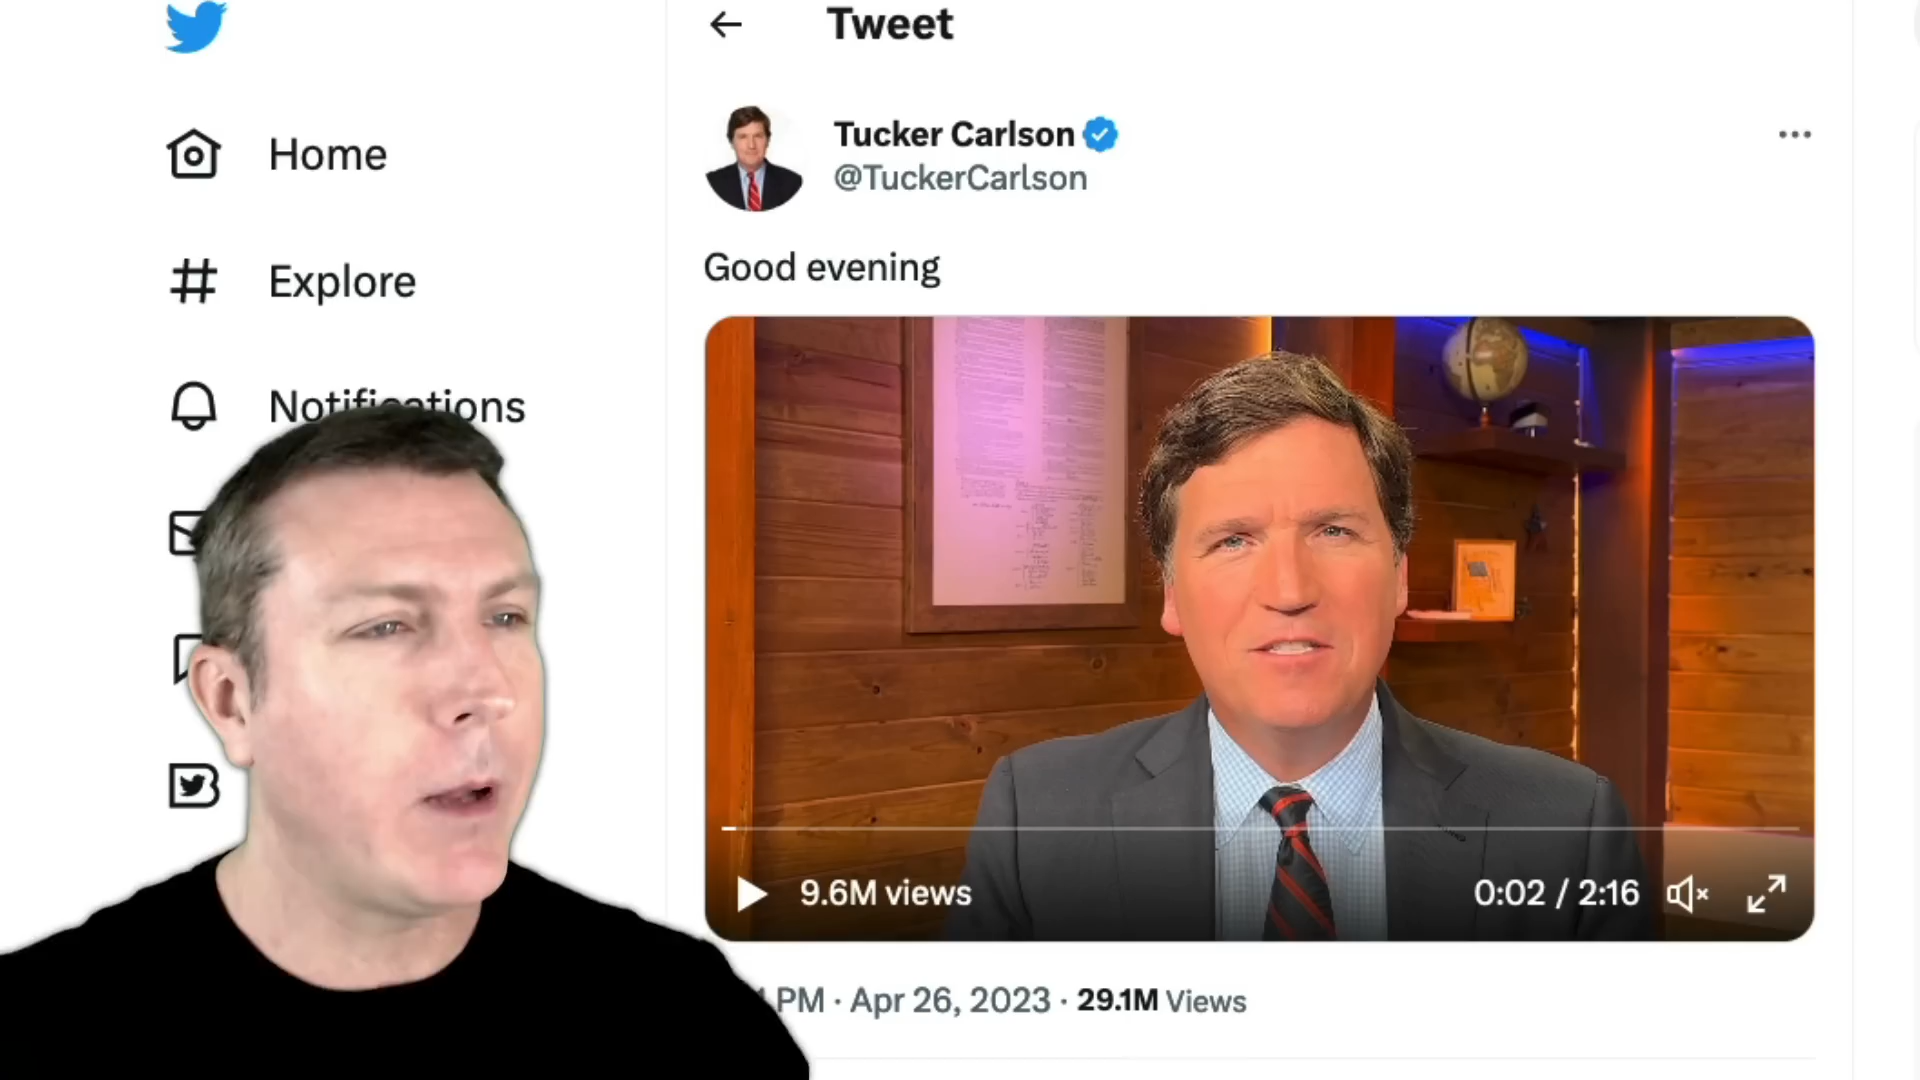 Tweet
Home
Explore
Notifications
Tucker Carlson
@TuckerCarlson
Good evening
9.6M views
0:02 / 2:16
PM · Apr 26, 2023 · 29.1M Views